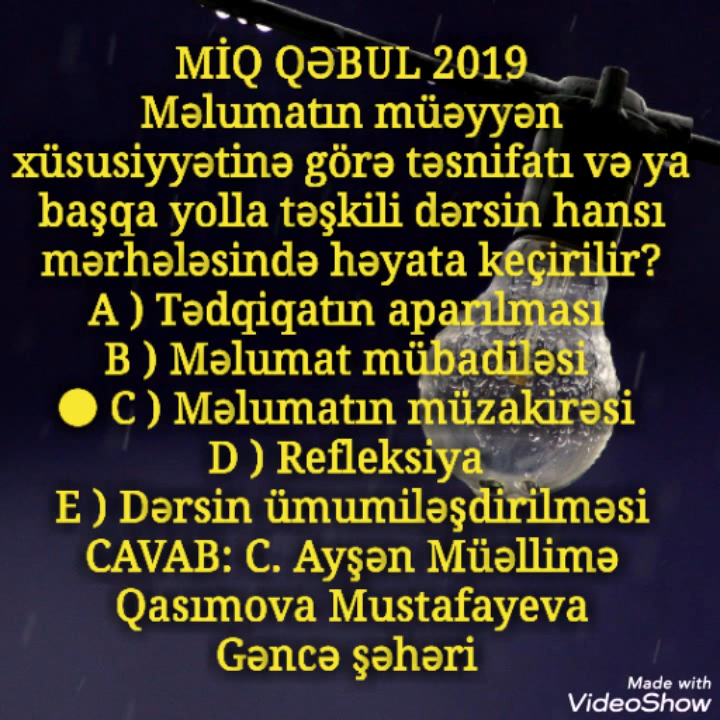 MİQ QƏBUL 2019
Məlumatın müəyyən
xüsusiyyətinə görə təsnifatı və ya
başqa yolla təşkili dərsin hansı
mərhələsində həyata keçirilir?
A ) Tədqiqatın aparılması
B ) Məlumat mübadiləsi
C ) Məlumatın müzakirəsi
D ) Refleksiya
E ) Dərsin ümumiləşdirilməsi
CAVAB: C. Ayşən Müəllimə
Qasımova Mustafayeva
Gəncə şəhəri
Made with
VideoShow